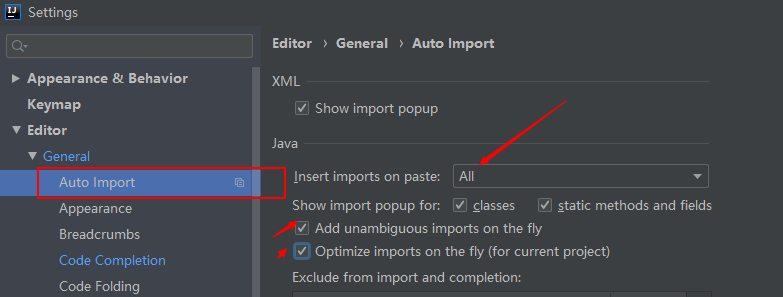 IJ Settings
Editor › General › Auto Import
Appearance & Behavior
Keymap
Editor
General
Auto Import
Appearance
Breadcrumbs
Code Completion
Code Folding
XML
Show import popup
Java
Insert imports on paste: All
Show import popup for: classes static methods and fields
Add unambiguous imports on the fly
Optimize imports on the fly (for current project)
Exclude from import and completion: